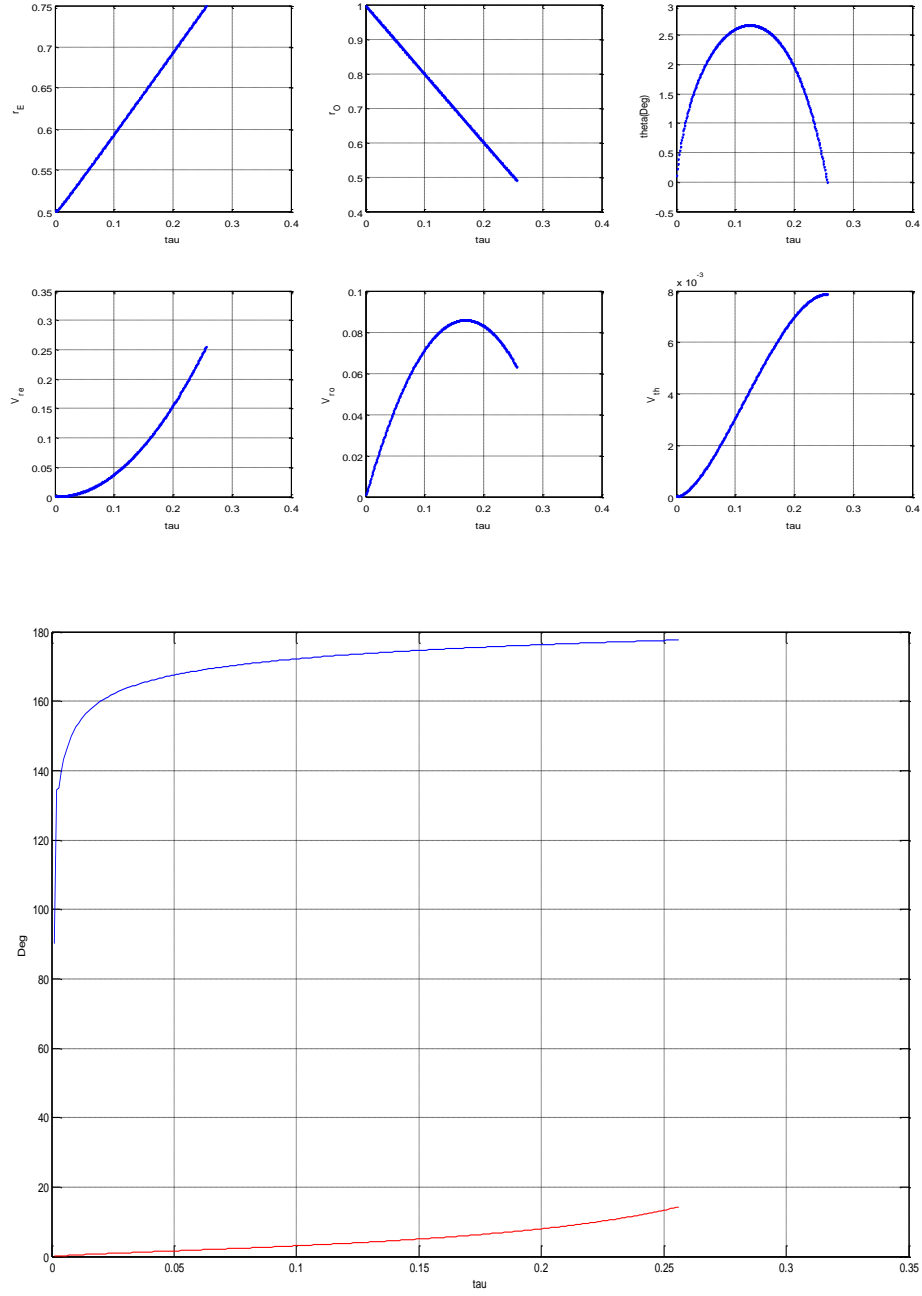 0.75
0.7
0.65
0.6
0.55
0.5
0 0.1 0.2 0.3 0.4
tau
r_E
1
0.9
0.8
0.7
0.6
0.5
0.4
0 0.1 0.2 0.3 0.4
tau
r_O
3
2.5
2
1.5
1
0.5
0
-0.5
0 0.1 0.2 0.3 0.4
tau
theta(Deg)
0.35
0.3
0.25
0.2
0.15
0.1
0.05
0
0 0.1 0.2 0.3 0.4
tau
V_re
0.1
0.08
0.06
0.04
0.02
0
0 0.1 0.2 0.3 0.4
tau
V_ro
x 10^-3
8
6
4
2
0
0 0.1 0.2 0.3 0.4
tau
V_th
180
160
140
120
100
80
60
40
20
0
0 0.05 0.1 0.15 0.2 0.25 0.3 0.35
tau
Deg